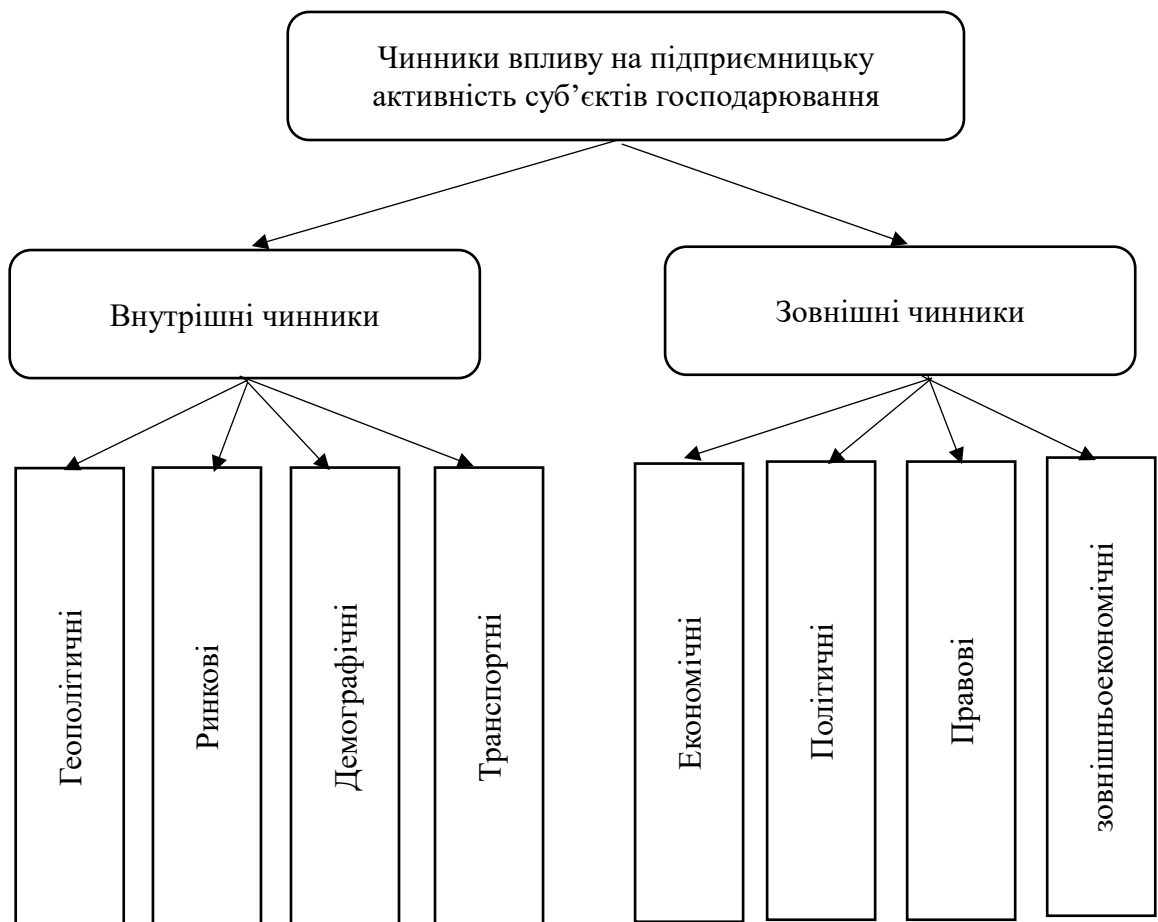 Чинники впливу на підприємницьку
активність суб’єктів господарювання
Внутрішні чинники
Зовнішні чинники
Геополітичні
Ринкові
Демографічні
Транспортні
Економічні
Політичні
Правові
зовнішньоекономічні